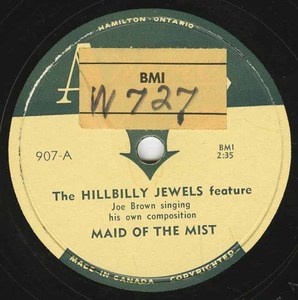 HAMILTON - ONTARIO
A
BMI
W 727
907-A
BMI
2:35
The HILLBILLY JEWELS feature
Joe Brown singing
his own composition
MAID OF THE MIST
MADE IN CANADA COPYRIGHTED